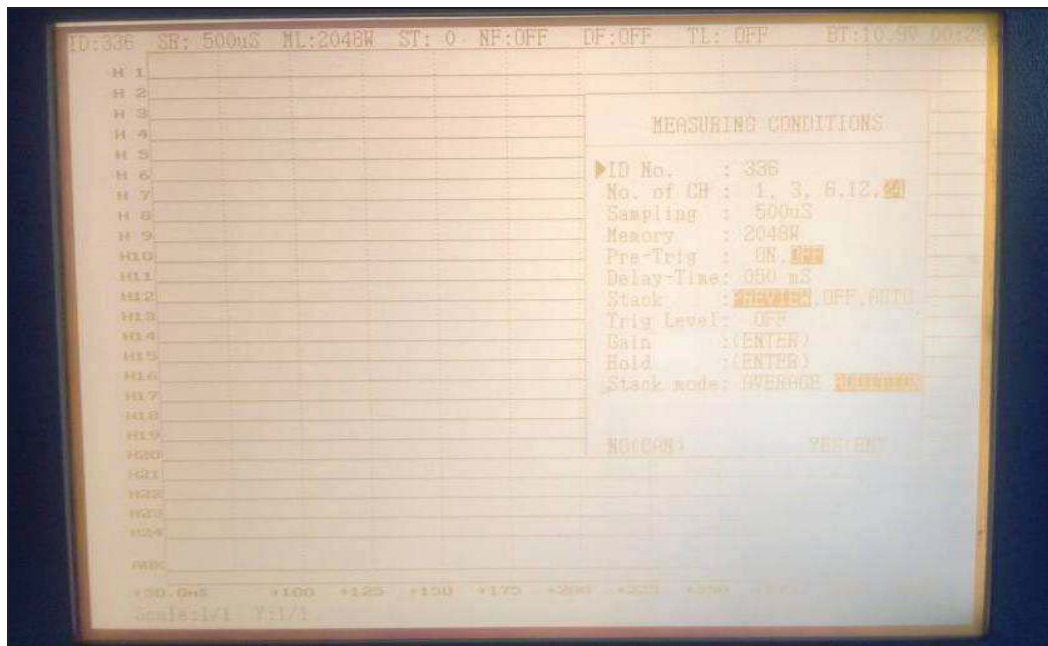 ID:336 SR: 500uS ML:2048W ST: 0 NF:OFF DF:OFF TL: OFF BT:10.9V
H 1
H 2
H 3
H 4
H 5
H 6
H 7
H 8
H 9
H10
H11
H12
H13
H14
H15
H16
H17
H18
H19
H20
H21
H22
H23
H24
AUX
MEASURING CONDITIONS
▶ID No. : 336
No. of CH : 1, 3, 6,12,24
Sampling : 500uS
Memory : 2048W
Pre-Trig : ON,OFF
Delay-Time: 050 mS
Stack :PREVIEW,OFF,AUTO
Trig Level: OFF
Gain :(ENTER)
Hold :(ENTER)
Stack mode: AVERAGE ADDITION
NO(CAN) YES(ENT)
+50.0mS +100 +125 +150 +175 +200 +225 +250
Scale:1/1 Y:1/1